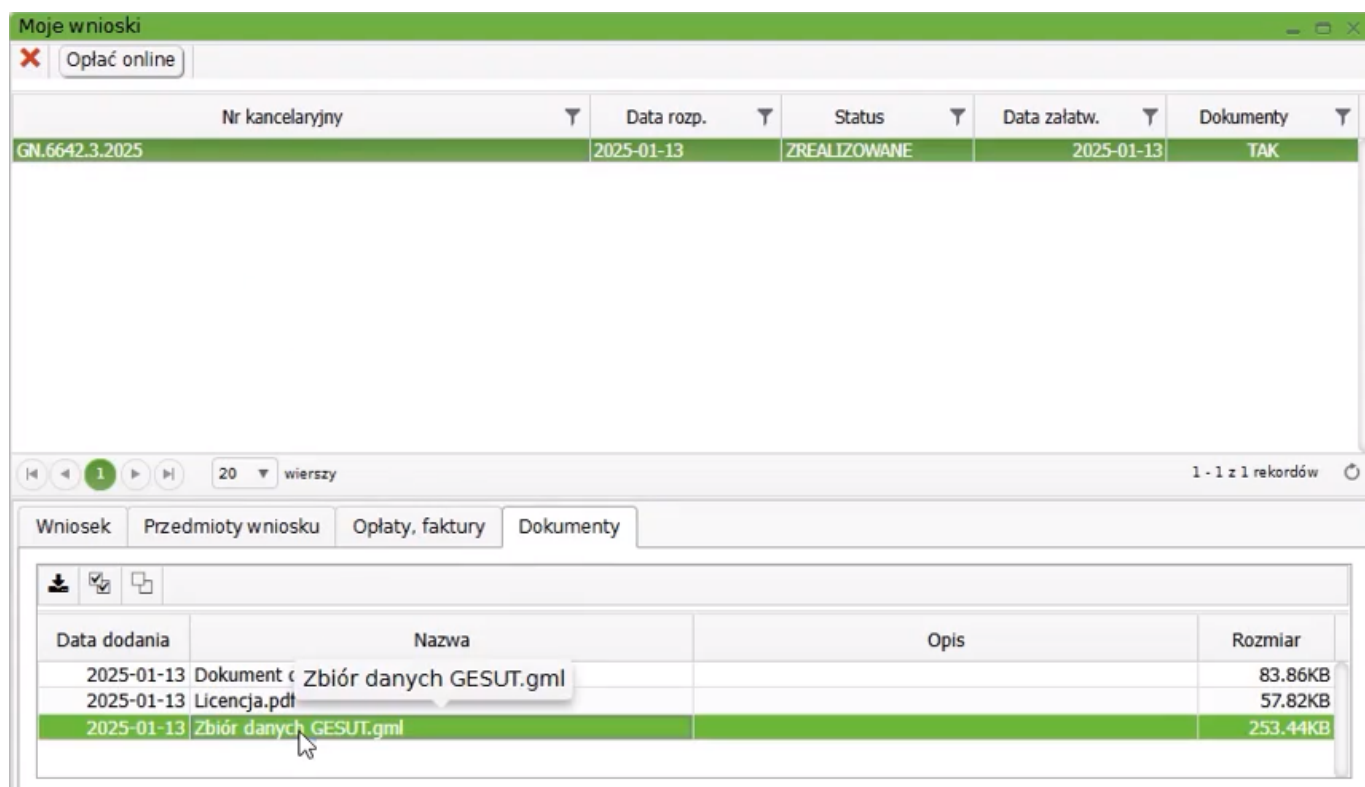 Moje wnioski
Opłać online
Nr kancelaryjny Data rozp. Status Data załatw. Dokumenty
GN.6642.3.2025 2025-01-13 ZREALIZOWANE 2025-01-13 TAK
1 20 wierszy 1 - 1 z 1 rekordów
Wniosek Przedmioty wniosku Opłaty, faktury Dokumenty
Data dodania Nazwa Opis Rozmiar
2025-01-13 Dokument 83.86KB
Zbiór danych GESUT.gml
2025-01-13 Licencja.pdf 57.82KB
2025-01-13 Zbiór danych GESUT.gml 253.44KB